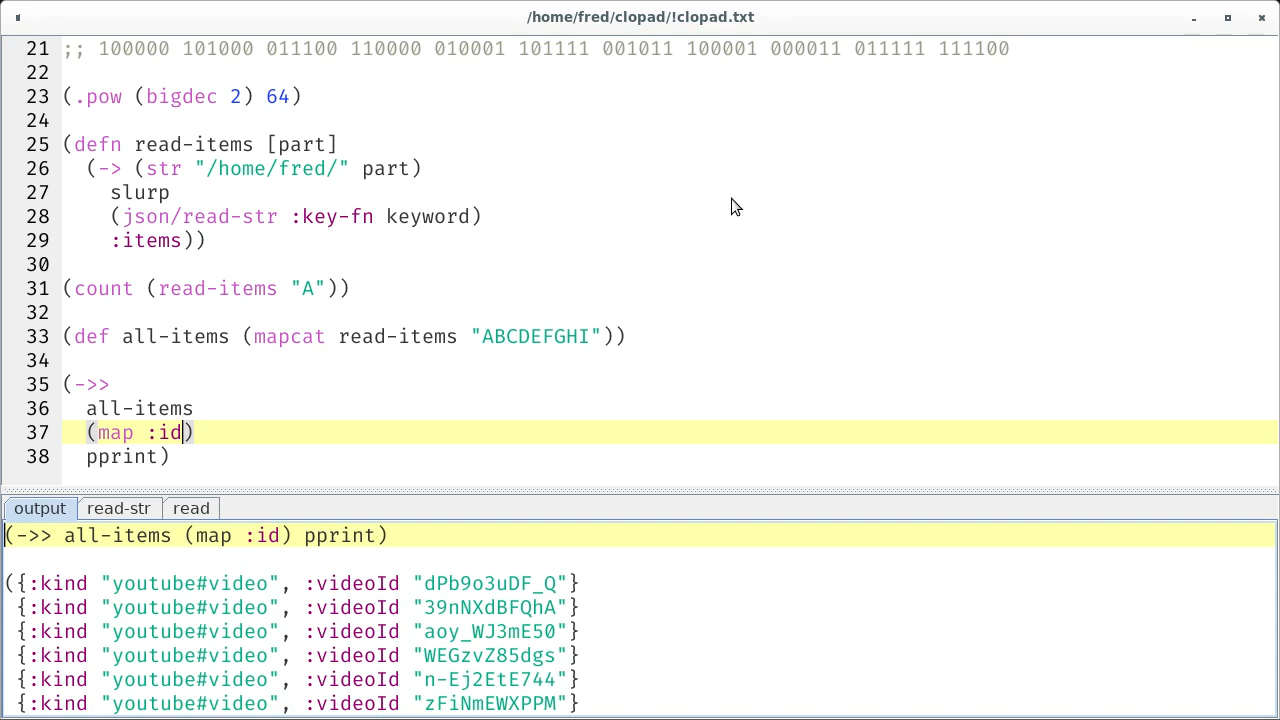 /home/fred/clopad/!clopad.txt
21 ;; 100000 101000 011100 110000 010001 101111 001011 100001 000011 011111 111100
22
23 (.pow (bigdec 2) 64)
24
25 (defn read-items [part]
26   (-> (str "/home/fred/" part)
27     slurp
28     (json/read-str :key-fn keyword)
29     :items))
30
31 (count (read-items "A"))
32
33 (def all-items (mapcat read-items "ABCDEFGHI"))
34
35 (->>
36   all-items
37   (map :id)
38   pprint)
output read-str read
(->> all-items (map :id) pprint)
({:kind "youtube#video", :videoId "dPb9o3uDF_Q"}
 {:kind "youtube#video", :videoId "39nNXdBFQhA"}
 {:kind "youtube#video", :videoId "aoy_WJ3mE50"}
 {:kind "youtube#video", :videoId "WEGzvZ85dgs"}
 {:kind "youtube#video", :videoId "n-Ej2EtE744"}
 {:kind "youtube#video", :videoId "zFiNmEWXPPM"}